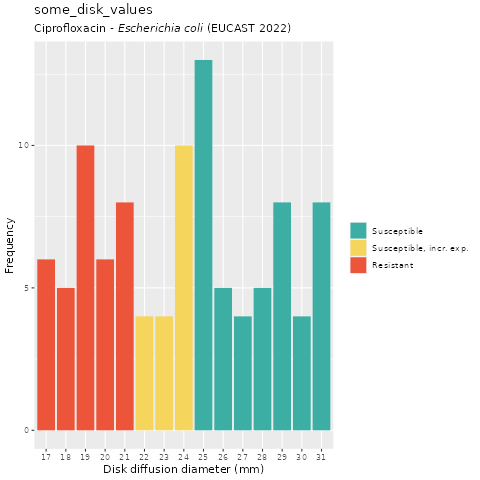 some_disk_values
Ciprofloxacin - Escherichia coli (EUCAST 2022)
Frequency
10
5
0
17 18 19 20 21 22 23 24 25 26 27 28 29 30 31
Disk diffusion diameter (mm)
Susceptible
Susceptible, incr. exp.
Resistant